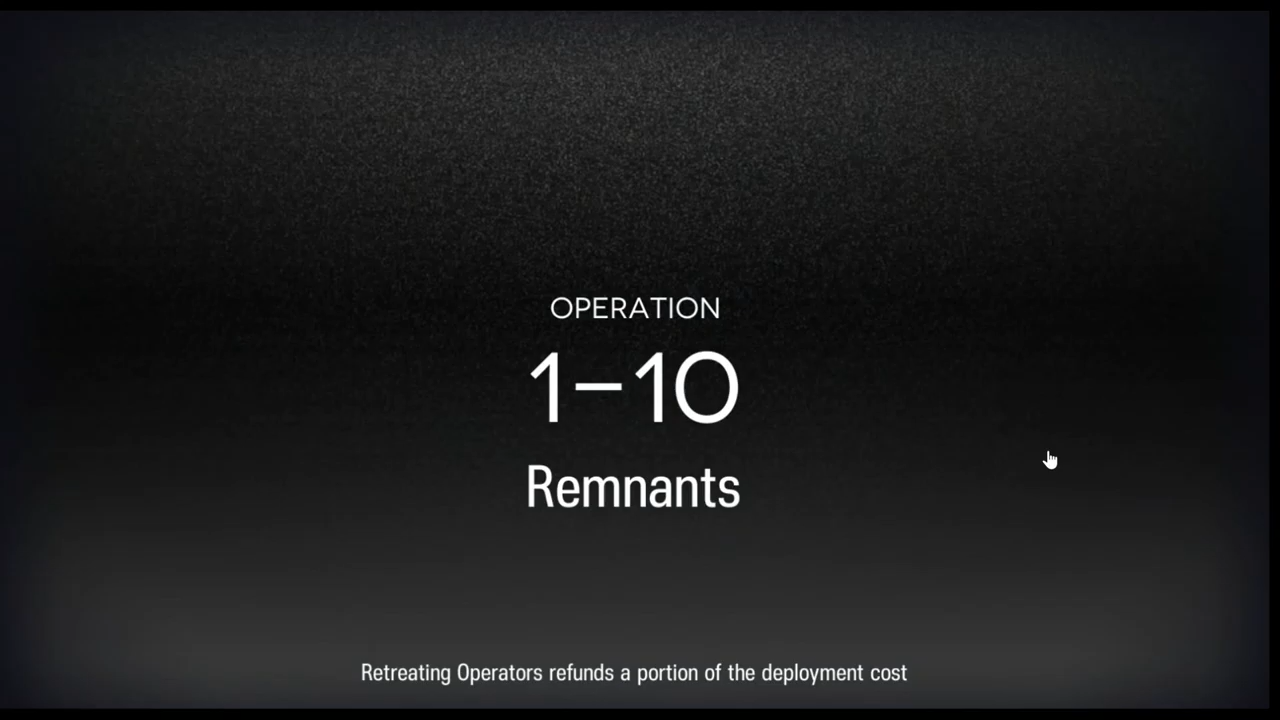 OPERATION
1–10
Remnants
Retreating Operators refunds a portion of the deployment cost